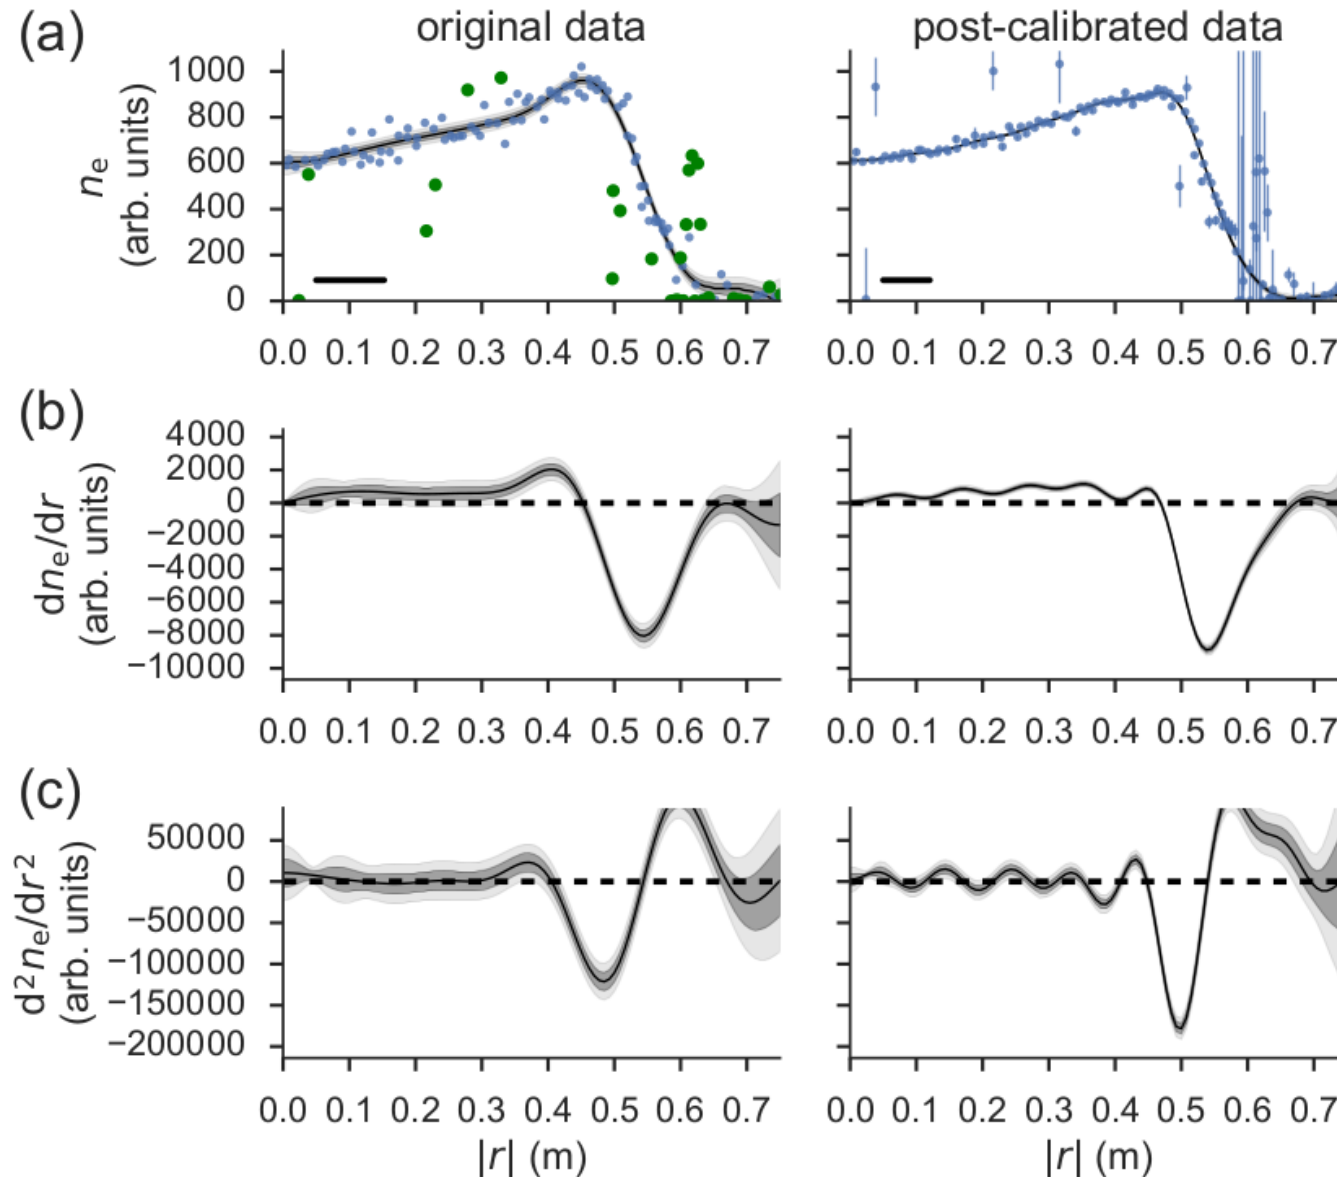 (a) original data post-calibrated data
nₑ
(arb. units)
1000
800
600
400
200
0
0.0 0.1 0.2 0.3 0.4 0.5 0.6 0.7 0.0 0.1 0.2 0.3 0.4 0.5 0.6 0.7
(b)
dnₑ/dr
(arb. units)
4000
2000
0
−2000
−4000
−6000
−8000
−10000
0.0 0.1 0.2 0.3 0.4 0.5 0.6 0.7 0.0 0.1 0.2 0.3 0.4 0.5 0.6 0.7
(c)
d²nₑ/dr²
(arb. units)
50000
0
−50000
−100000
−150000
−200000
0.0 0.1 0.2 0.3 0.4 0.5 0.6 0.7 0.0 0.1 0.2 0.3 0.4 0.5 0.6 0.7
|r| (m) |r| (m)